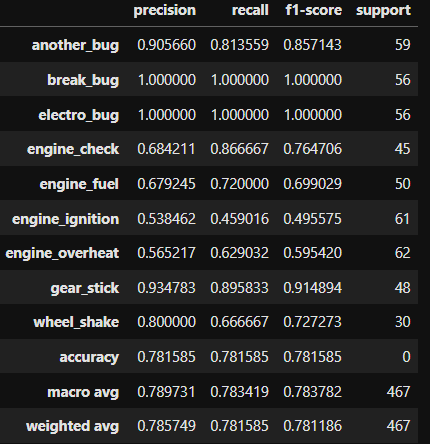 precision recall f1-score support
another_bug 0.905660 0.813559 0.857143 59
break_bug 1.000000 1.000000 1.000000 56
electro_bug 1.000000 1.000000 1.000000 56
engine_check 0.684211 0.866667 0.764706 45
engine_fuel 0.679245 0.720000 0.699029 50
engine_ignition 0.538462 0.459016 0.495575 61
engine_overheat 0.565217 0.629032 0.595420 62
gear_stick 0.934783 0.895833 0.914894 48
wheel_shake 0.800000 0.666667 0.727273 30
accuracy 0.781585 0.781585 0.781585 0
macro avg 0.789731 0.783419 0.783782 467
weighted avg 0.785749 0.781585 0.781186 467